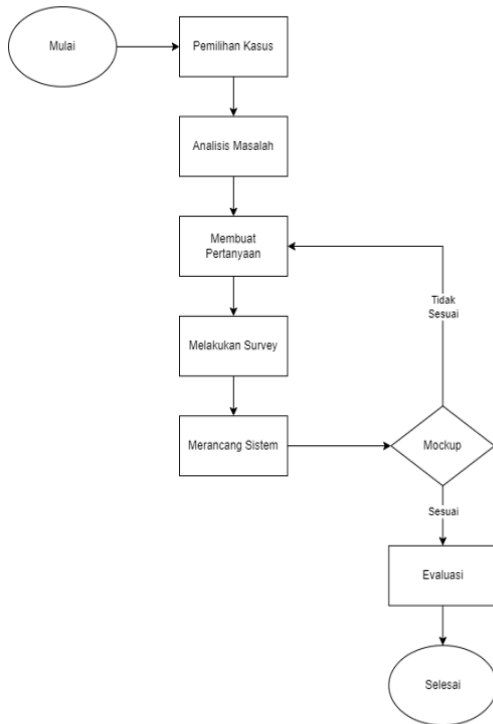 Mulai
Pemilihan Kasus
Analisis Masalah
Membuat
Pertanyaan
Melakukan Survey
Merancang Sistem
Mockup
Tidak
Sesuai
Sesuai
Evaluasi
Selesai